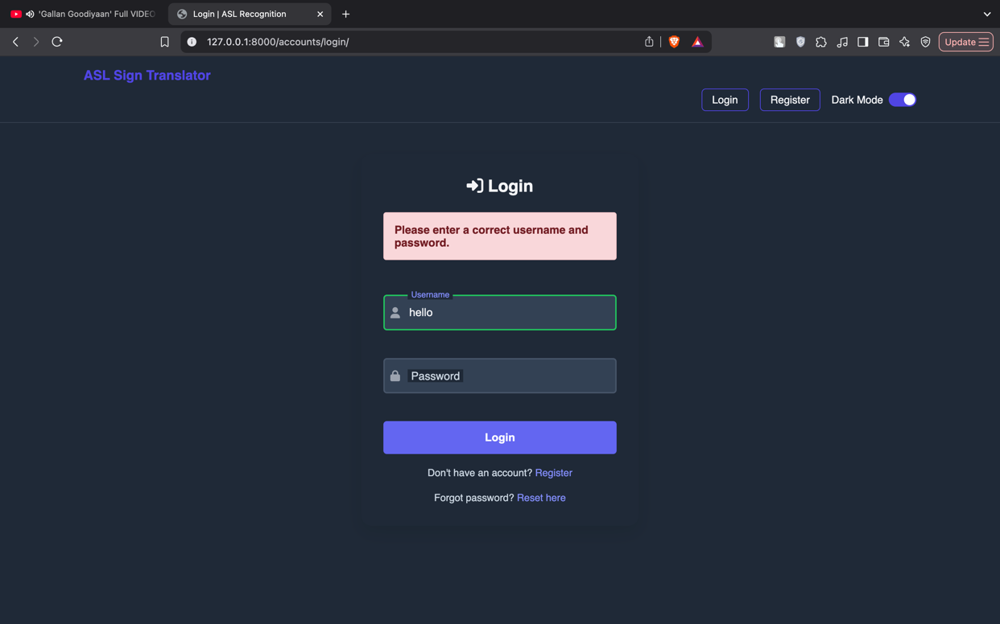 'Gallan Goodiyaan' Full VIDEO
Login | ASL Recognition
127.0.0.1:8000/accounts/login/
Update
ASL Sign Translator
Login
Register
Dark Mode
Login
Please enter a correct username and
password.
Username
hello
Password
Login
Don't have an account? Register
Forgot password? Reset here